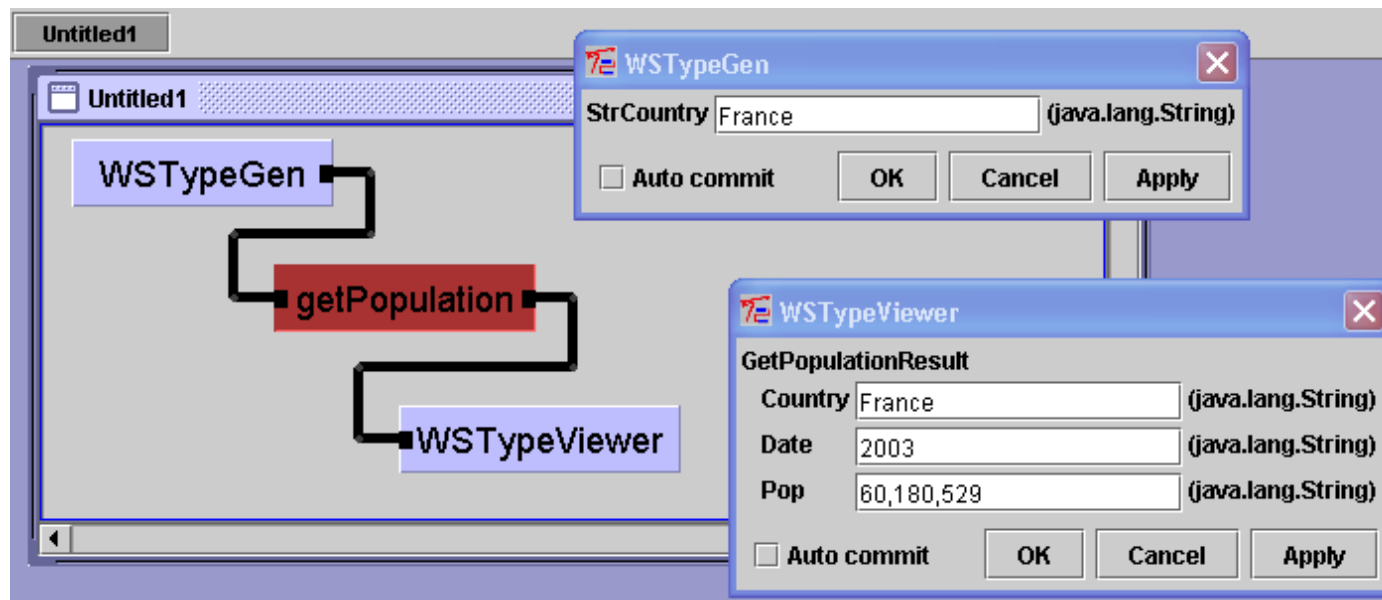 Untitled1
Untitled1
WSTypeGen
getPopulation
WSTypeViewer
WSTypeGen
StrCountry France (java.lang.String)
Auto commit OK Cancel Apply
WSTypeViewer
GetPopulationResult
Country France (java.lang.String)
Date 2003 (java.lang.String)
Pop 60,180,529 (java.lang.String)
Auto commit OK Cancel Apply